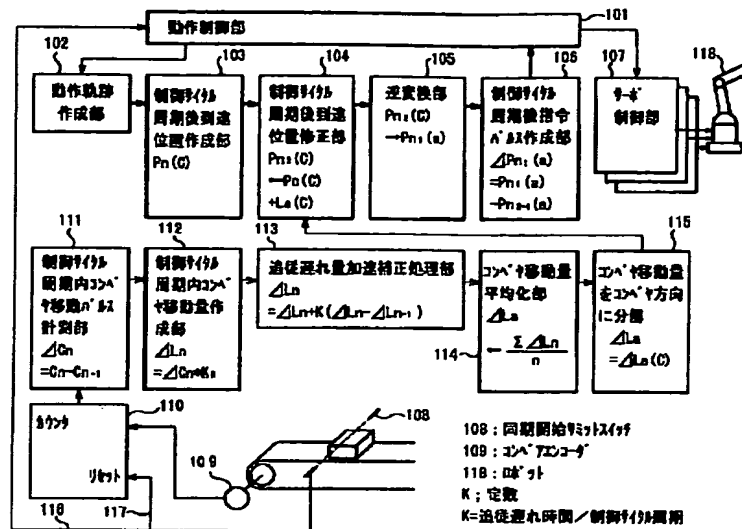 101
動作制御部
102
動作軌跡
作成部
103
制御サイクル
周期後到達
位置作成部
Pn(C)
104
制御サイクル
周期後到達
位置修正部
Pn1(C)
←Pn(C)
+La(C)
105
逆変換部
Pn1(C)
→Pn1(a)
106
制御サイクル
周期後指令
パルス作成部
⊿Pn1(a)
=Pn1(a)
−Pn1-1(a)
107
サーボ
制御部
118
111
制御サイクル
周期内コンベ
ヤ移動パルス
計測部
⊿Cn
=Cn−Cn-1
112
制御サイクル
周期内コンベ
ヤ移動量作
成部
⊿Ln
113
追従遅れ量加速補正処理部
⊿Ln
=⊿Ln+K(⊿Ln−⊿Ln-1)
114
コンベヤ移動量
平均化部
⊿La
← Σ⊿Ln
n
115
コンベヤ移動量
をコンベヤ方向
に分解
⊿La
=⊿Ln(C)
110
カウンタ
リセット
109
108
116
117
108;同期開始リミットスイッチ
109;コンベアエンコーダ
118;ロボット
K;定数
K=追従遅れ時間/制御サイクル周期